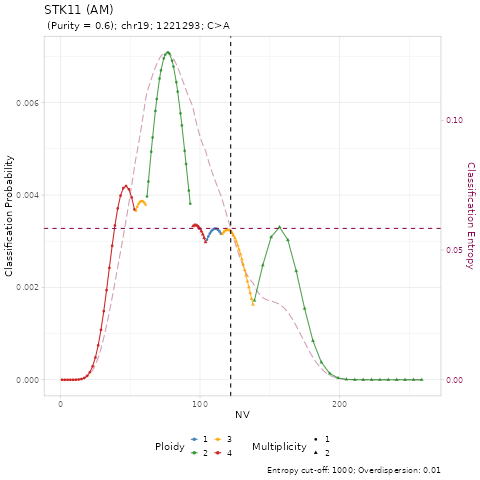 STK11 (AM)
(Purity = 0.6); chr19; 1221293; C>A
Classification Probability
0.006
0.004
0.002
0.000
0.10
0.05
0.00
Classification Entropy
0
100
200
NV
Ploidy
1
3
2
4
Multiplicity
1
2
Entropy cut-off: 1000; Overdispersion: 0.01